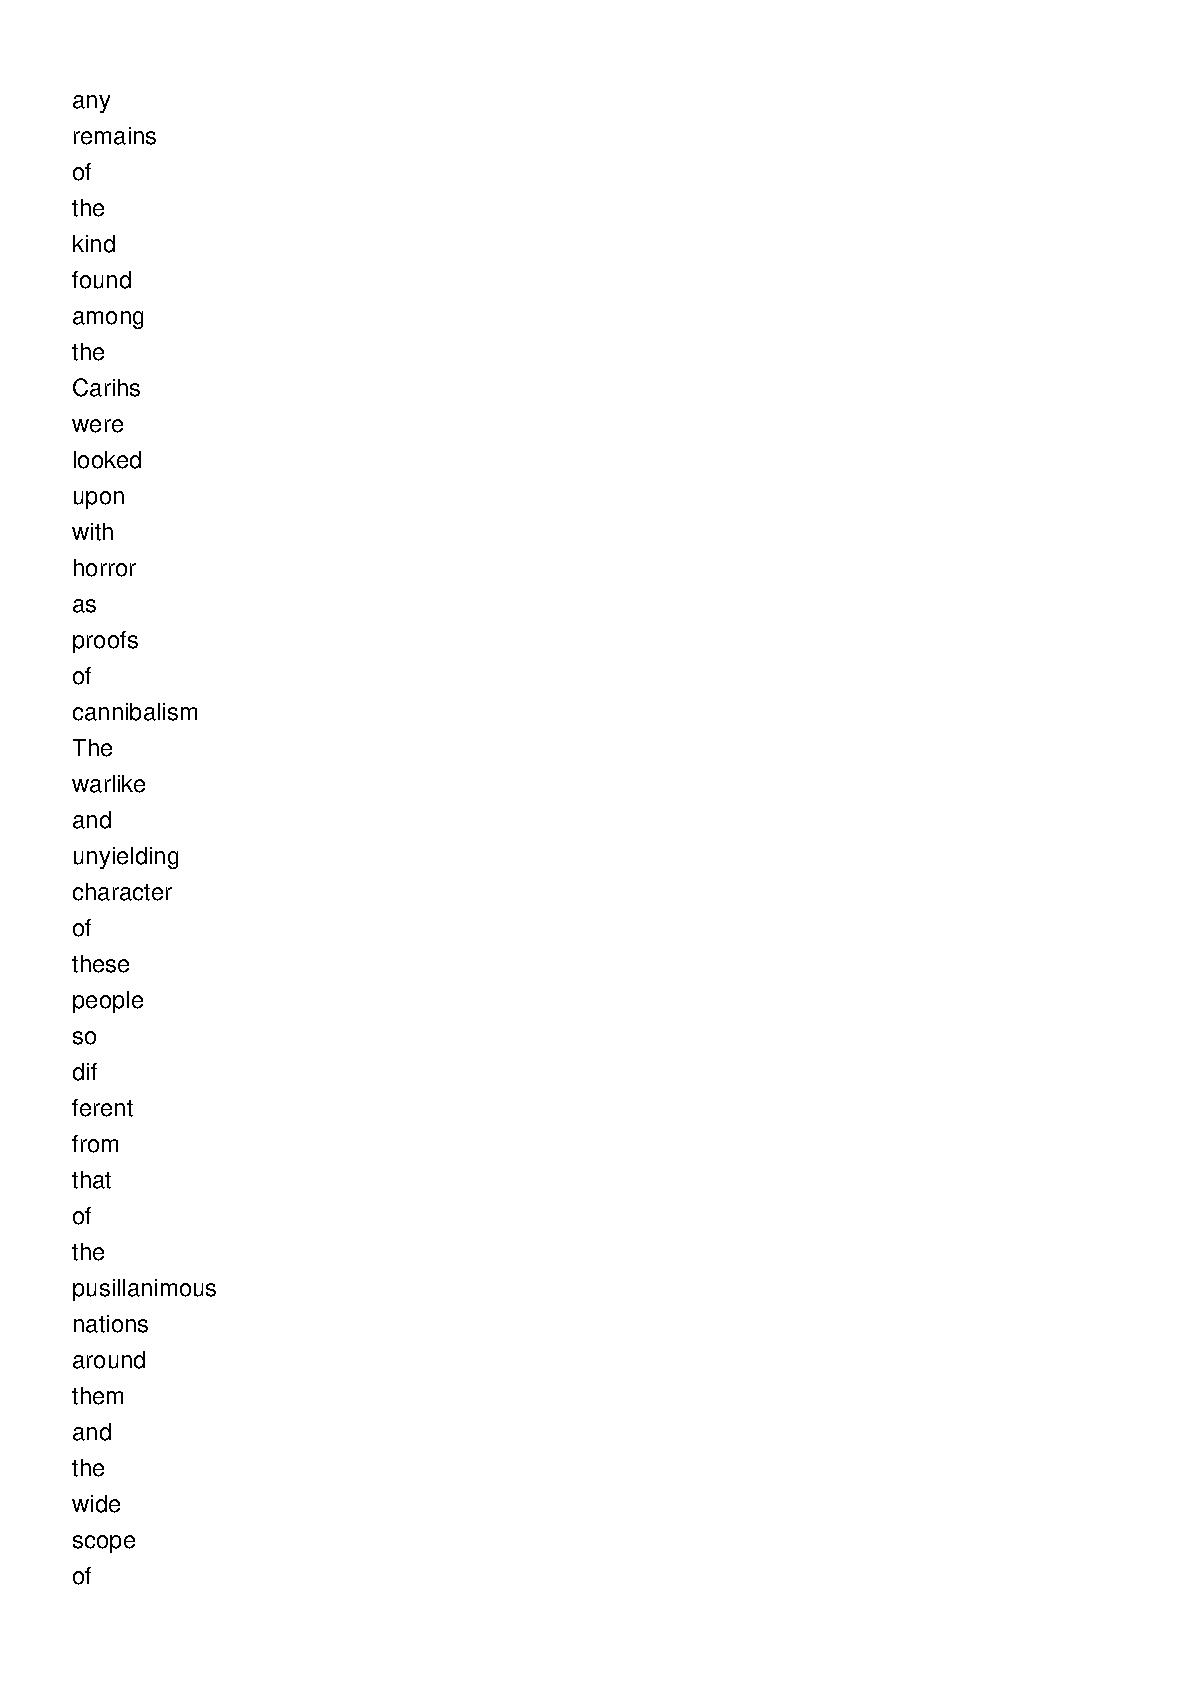 any
remains
of
the
kind
found
among
the
Carihs
were
looked
upon
with
horror
as
proofs
of
cannibalism
The
warlike
and
unyielding
character
of
these
people
so
dif
ferent
from
that
of
the
pusillanimous
nations
around
them
and
the
wide
scope
of